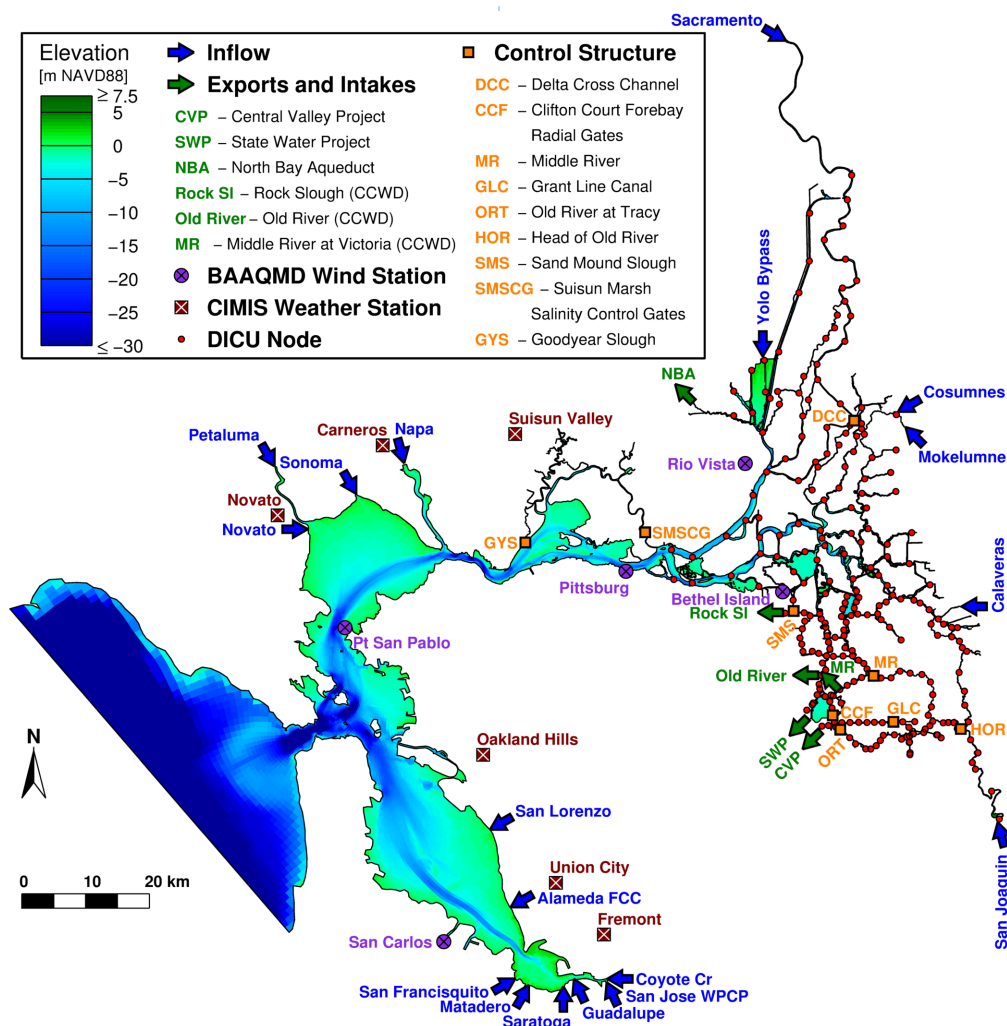 Sacramento
Elevation
[m NAVD88]
≥ 7.5
5
0
−5
−10
−15
−20
−25
≤ −30
Inflow
Exports and Intakes
CVP – Central Valley Project
SWP – State Water Project
NBA – North Bay Aqueduct
Rock Sl – Rock Slough (CCWD)
Old River – Old River (CCWD)
MR – Middle River at Victoria (CCWD)
BAAQMD Wind Station
CIMIS Weather Station
DICU Node
Control Structure
DCC – Delta Cross Channel
CCF – Clifton Court Forebay
Radial Gates
MR – Middle River
GLC – Grant Line Canal
ORT – Old River at Tracy
HOR – Head of Old River
SMS – Sand Mound Slough
SMSCG – Suisun Marsh
Salinity Control Gates
GYS – Goodyear Slough
Yolo Bypass
NBA
Cosumnes
DCC
Mokelumne
Suisun Valley
Carneros
Napa
Petaluma
Sonoma
Rio Vista
Novato
Novato
GYS
SMSCG
Pittsburg
Bethel Island
Calaveras
Rock Sl
SMS
Pt San Pablo
Old River
MR
MR
CCF
GLC
HOR
SWP
CVP
ORT
N
Oakland Hills
San Lorenzo
0 10 20 km
Union City
Alameda FCC
Fremont
San Joaquin
San Carlos
San Francisquito
Matadero
Saratoga
Guadalupe
San Jose WPCP
Coyote Cr